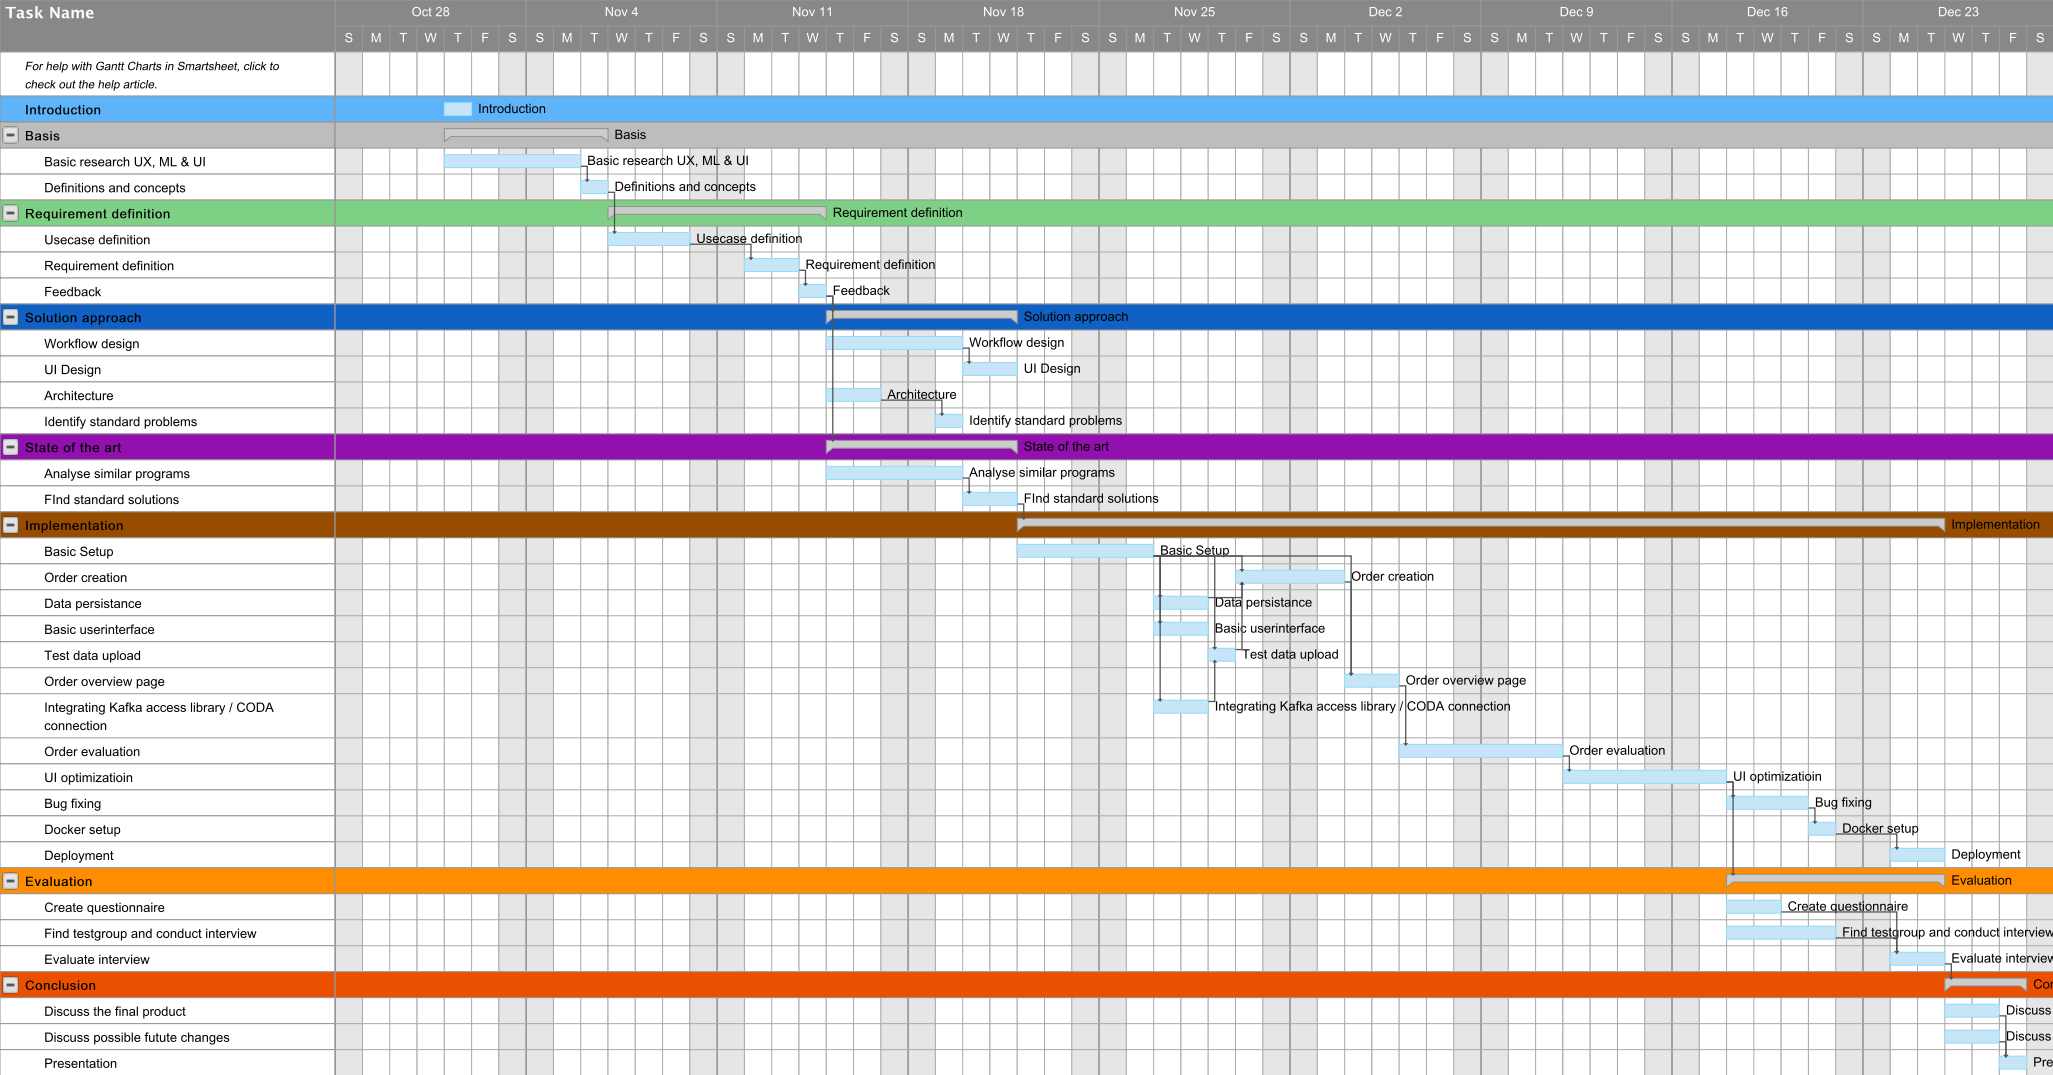 Task Name
Oct 28 Nov 4 Nov 11 Nov 18 Nov 25 Dec 2 Dec 9 Dec 16 Dec 23
S M T W T F S S M T W T F S S M T W T F S S M T W T F S S M T W T F S S M T W T F S S M T W T F S S M T W T F S S M T W T F S
For help with Gantt Charts in Smartsheet, click to
check out the help article.
Introduction Introduction
Basis Basis
Basic research UX, ML & UI Basic research UX, ML & UI
Definitions and concepts Definitions and concepts
Requirement definition Requirement definition
Usecase definition Usecase definition
Requirement definition Requirement definition
Feedback Feedback
Solution approach Solution approach
Workflow design Workflow design
UI Design UI Design
Architecture Architecture
Identify standard problems Identify standard problems
State of the art State of the art
Analyse similar programs Analyse similar programs
FInd standard solutions FInd standard solutions
Implementation Implementation
Basic Setup Basic Setup
Order creation Order creation
Data persistance Data persistance
Basic userinterface Basic userinterface
Test data upload Test data upload
Order overview page Order overview page
Integrating Kafka access library / CODA
connection
Integrating Kafka access library / CODA connection
Order evaluation Order evaluation
UI optimizatioin UI optimizatioin
Bug fixing Bug fixing
Docker setup Docker setup
Deployment Deployment
Evaluation Evaluation
Create questionnaire Create questionnaire
Find testgroup and conduct interview Find testgroup and conduct interview
Evaluate interview Evaluate interview
Conclusion Cor
Discuss the final product Discuss
Discuss possible futute changes Discuss
Presentation Pre